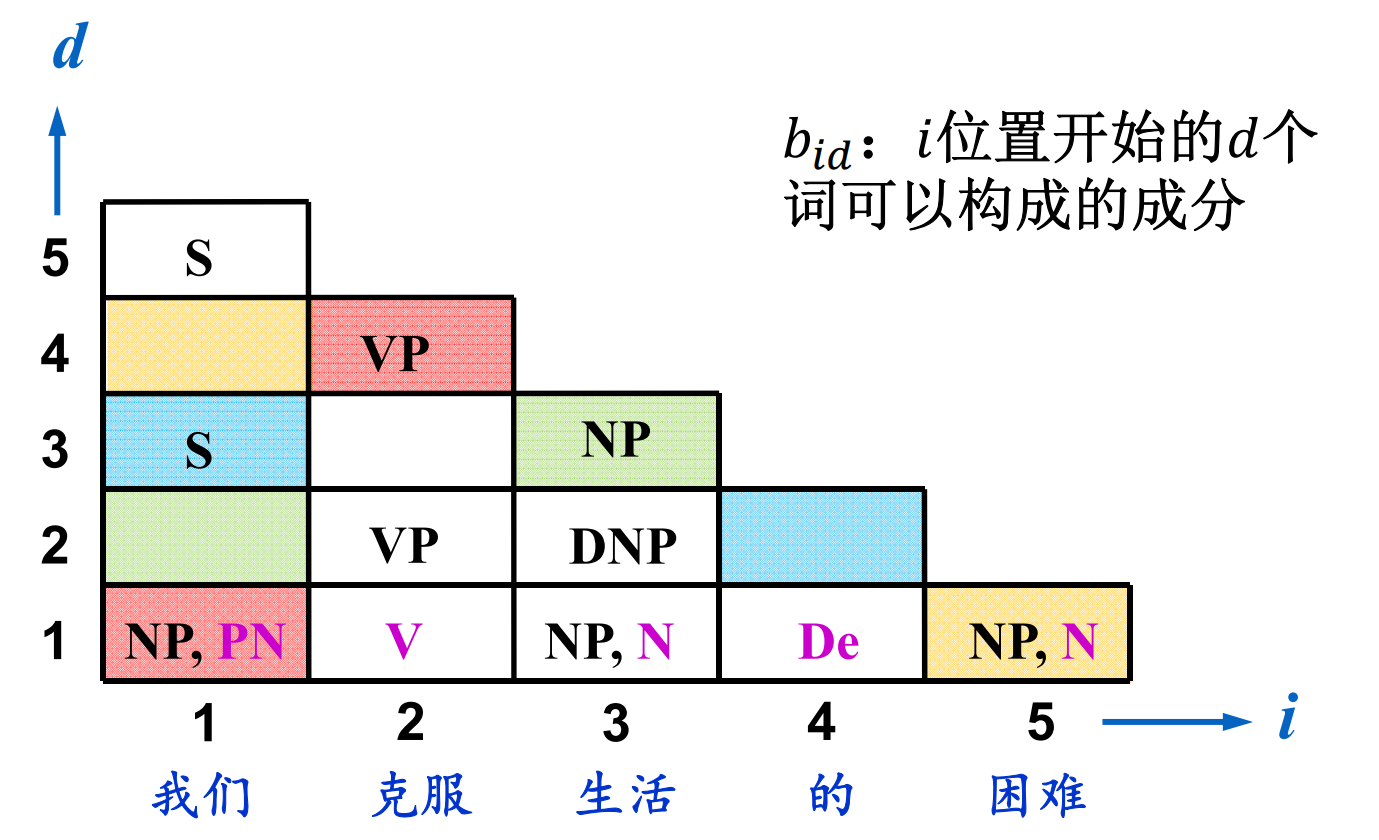 d
b_{id}：i位置开始的d个
词可以构成的成分
5 S
4 VP
3 S NP
2 VP DNP
1 NP, PN V NP, N De NP, N
1 2 3 4 5 i
我们 克服 生活 的 困难